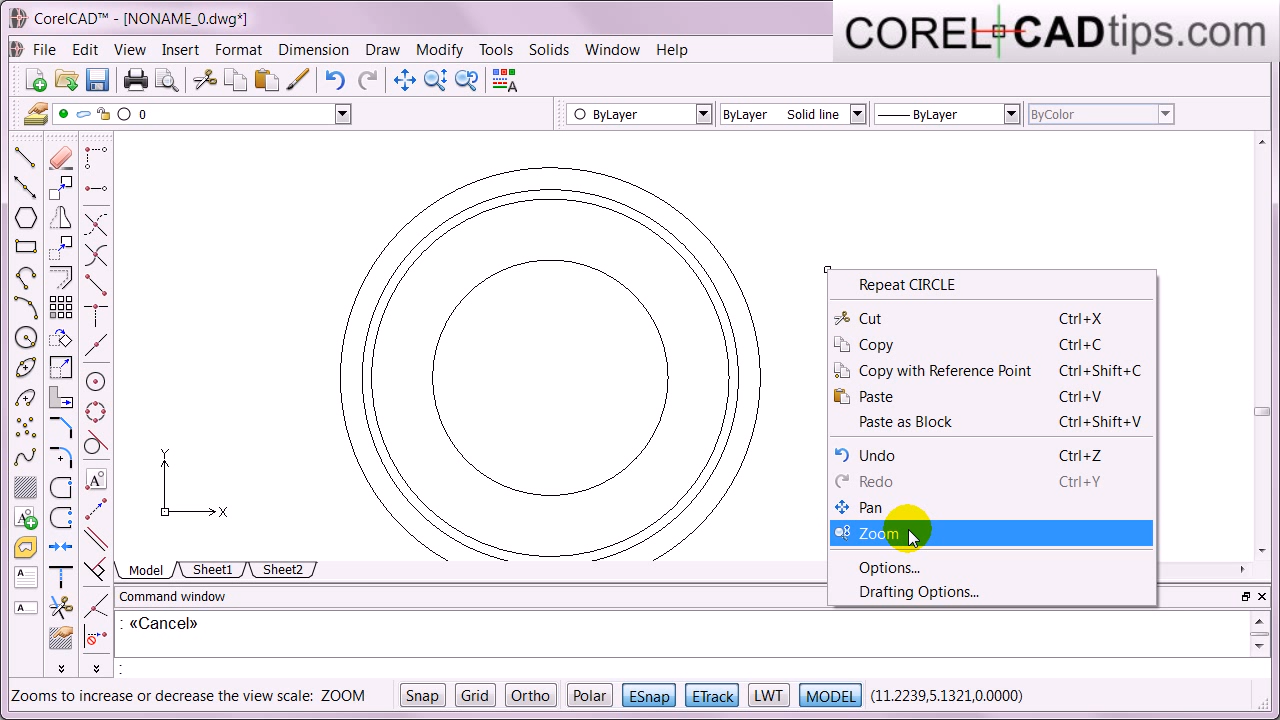 CorelCAD™ - [NONAME_0.dwg*]
COREL CADtips.com
File Edit View Insert Format Dimension Draw Modify Tools Solids Window Help
A
0 ByLayer ByLayer Solid line ByLayer ByColor
Repeat CIRCLE
Cut Ctrl+X
Copy Ctrl+C
Copy with Reference Point Ctrl+Shift+C
Paste Ctrl+V
Paste as Block Ctrl+Shift+V
Undo Ctrl+Z
Redo Ctrl+Y
Pan
Zoom
Options...
Drafting Options...
Y
X
A
A
A
A
Model Sheet1 Sheet2
Command window
: «Cancel»
:
Zooms to increase or decrease the view scale: ZOOM Snap Grid Ortho Polar ESnap ETrack LWT MODEL (11.2239,5.1321,0.0000)